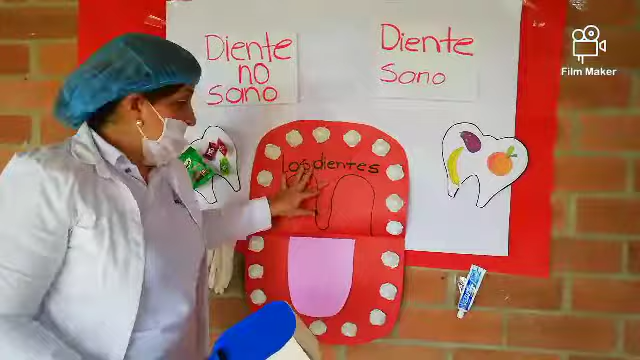 Diente
no
sano
Diente
Sano
Los dientes
Film Maker